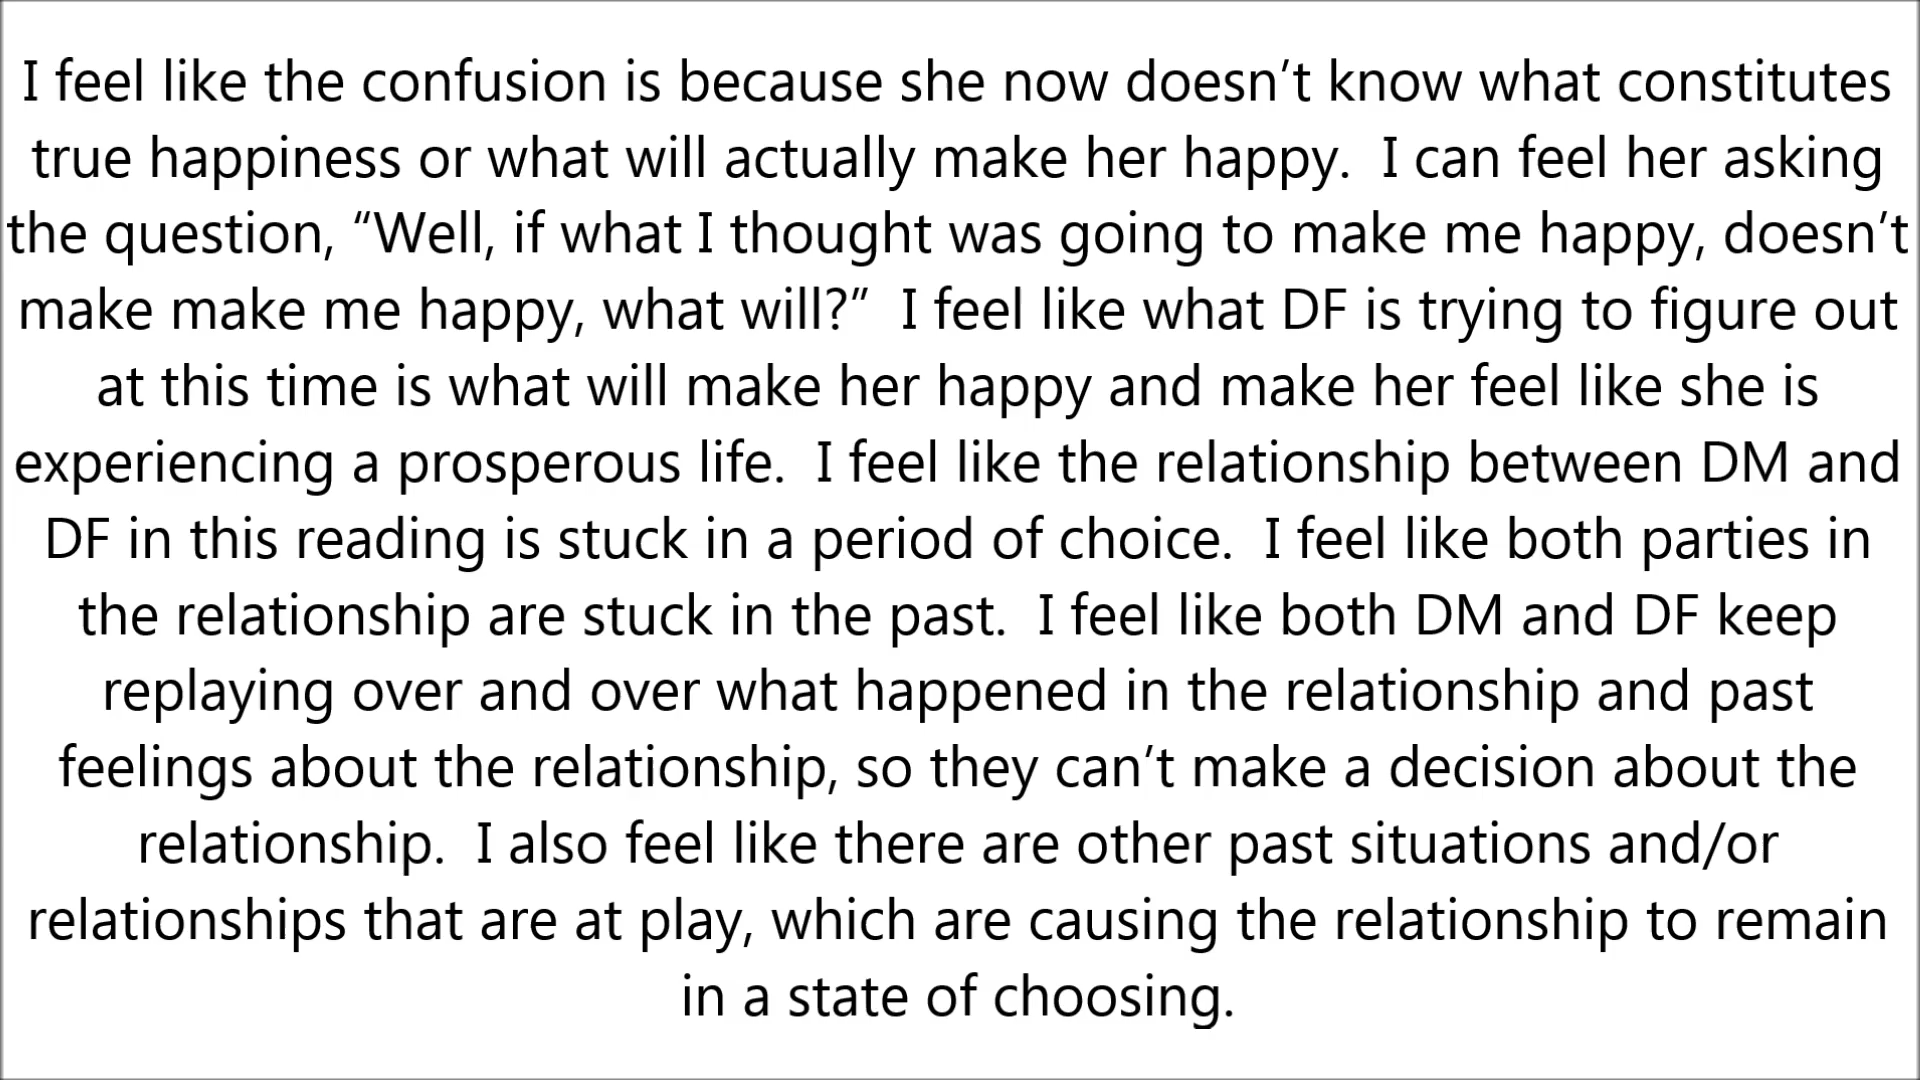 I feel like the confusion is because she now doesn’t know what constitutes
true happiness or what will actually make her happy.  I can feel her asking
the question, “Well, if what I thought was going to make me happy, doesn’t
make make me happy, what will?”  I feel like what DF is trying to figure out
at this time is what will make her happy and make her feel like she is
experiencing a prosperous life.  I feel like the relationship between DM and
DF in this reading is stuck in a period of choice.  I feel like both parties in
the relationship are stuck in the past.  I feel like both DM and DF keep
replaying over and over what happened in the relationship and past
feelings about the relationship, so they can’t make a decision about the
relationship.  I also feel like there are other past situations and/or
relationships that are at play, which are causing the relationship to remain
in a state of choosing.